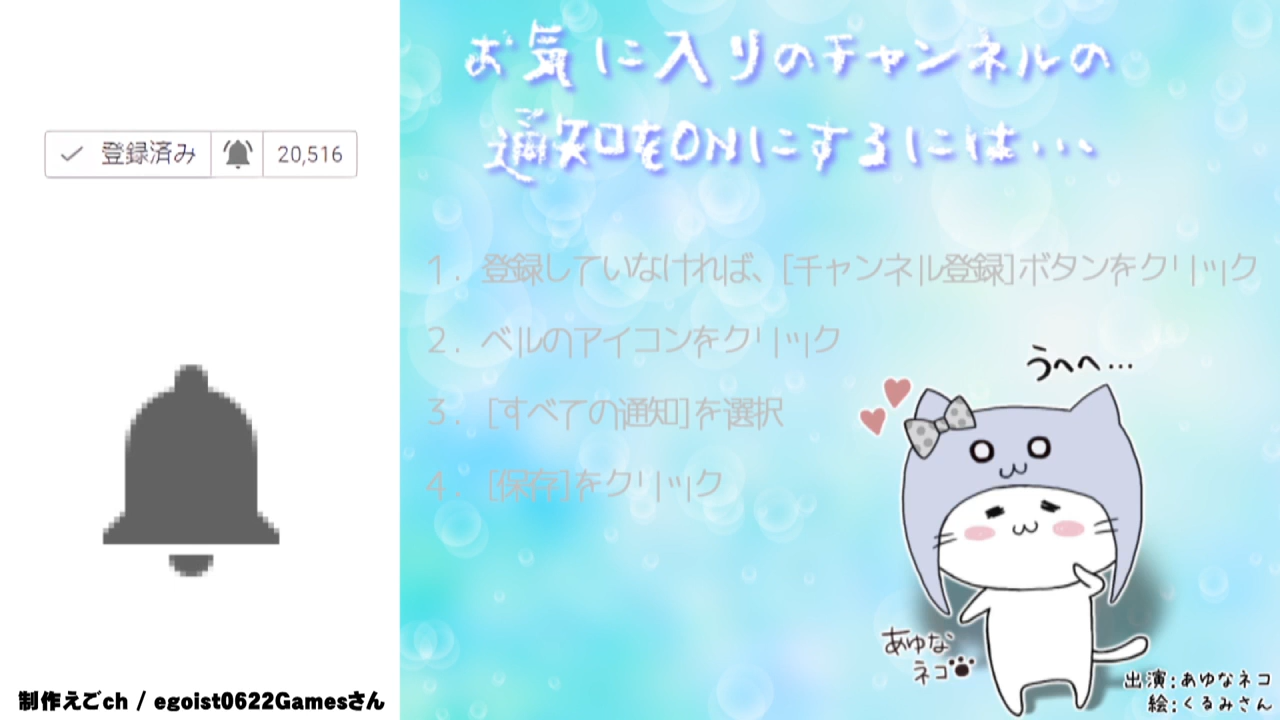 お気に入りのチャンネルの
通知をONにするには…
登録済み 20,516
1. 登録していなければ、[チャンネル登録]ボタンをクリック
2. ベルのアイコンをクリック
3. [すべての通知]を選択
4. [保存]をクリック
うへへ…
あゆな
ネコ
出演:あゆなネコ
絵:くるみさん
制作えごch / egoist0622Gamesさん